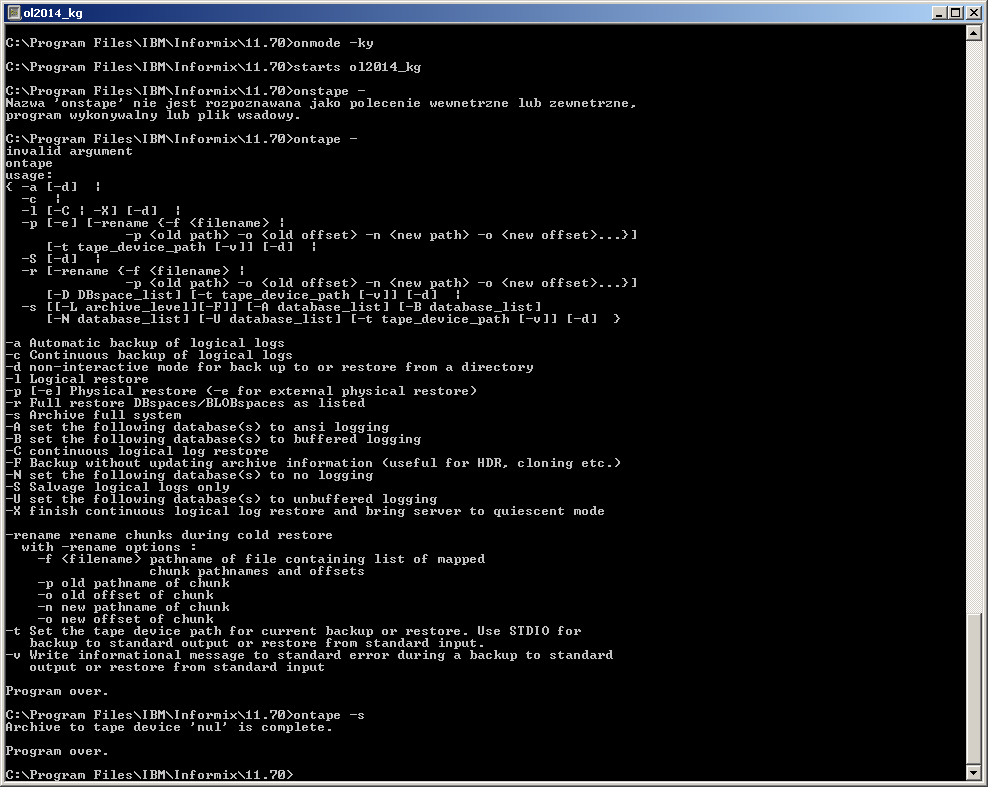 ol2014_kg
C:\Program Files\IBM\Informix\11.70>onmode -ky
C:\Program Files\IBM\Informix\11.70>starts ol2014_kg
C:\Program Files\IBM\Informix\11.70>onstape -
Nazwa 'onstape' nie jest rozpoznawana jako polecenie wewnetrzne lub zewnetrzne,
program wykonywalny lub plik wsadowy.
C:\Program Files\IBM\Informix\11.70>ontape -
invalid argument
ontape
usage:
{ -a [-d]  ¦
  -c  ¦
  -l [-C ¦ -X] [-d]  ¦
  -p [-e] [-rename {-f <filename> ¦
               -p <old path> -o <old offset> -n <new path> -o <new offset>...}]
     [-t tape_device_path [-v]] [-d]  ¦
  -S [-d]  ¦
  -r [-rename {-f <filename> ¦
               -p <old path> -o <old offset> -n <new path> -o <new offset>...}]
     [-D DBspace_list] [-t tape_device_path [-v]] [-d]  ¦
  -s [[-L archive_level][-F]] [-A database_list] [-B database_list]
     [-N database_list] [-U database_list] [-t tape_device_path [-v]] [-d]  }
-a Automatic backup of logical logs
-c Continuous backup of logical logs
-d non-interactive mode for back up to or restore from a directory
-l Logical restore
-p [-e] Physical restore (-e for external physical restore)
-r Full restore DBspaces/BLOBspaces as listed
-s Archive full system
-A set the following database(s) to ansi logging
-B set the following database(s) to buffered logging
-C continuous logical log restore
-F Backup without updating archive information (useful for HDR, cloning etc.)
-N set the following database(s) to no logging
-S Salvage logical logs only
-U set the following database(s) to unbuffered logging
-X finish continuous logical log restore and bring server to quiescent mode
-rename rename chunks during cold restore
  with -rename options :
    -f <filename> pathname of file containing list of mapped
                  chunk pathnames and offsets
    -p old pathname of chunk
    -o old offset of chunk
    -n new pathname of chunk
    -o new offset of chunk
-t Set the tape device path for current backup or restore. Use STDIO for
   backup to standard output or restore from standard input.
-v Write informational message to standard error during a backup to standard
   output or restore from standard input
Program over.
C:\Program Files\IBM\Informix\11.70>ontape -s
Archive to tape device 'nul' is complete.
Program over.
C:\Program Files\IBM\Informix\11.70>